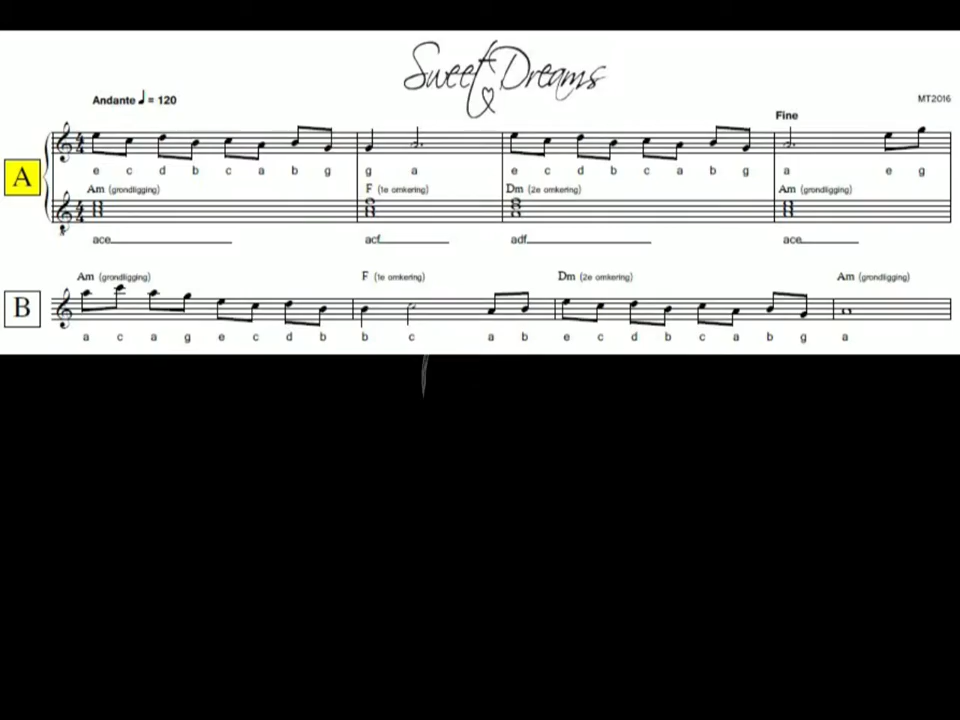 Sweet Dreams
Andante ♩ = 120
MT2016
Fine
A
e c d b c a b g g a e c d b c a b g a e g
Am (grondligging) F (1e omkering) Dm (2e omkering) Am (grondligging)
ace acf adf ace
Am (grondligging) F (1e omkering) Dm (2e omkering) Am (grondligging)
B
a c a g e c d b b c a b e c d b c a b g a